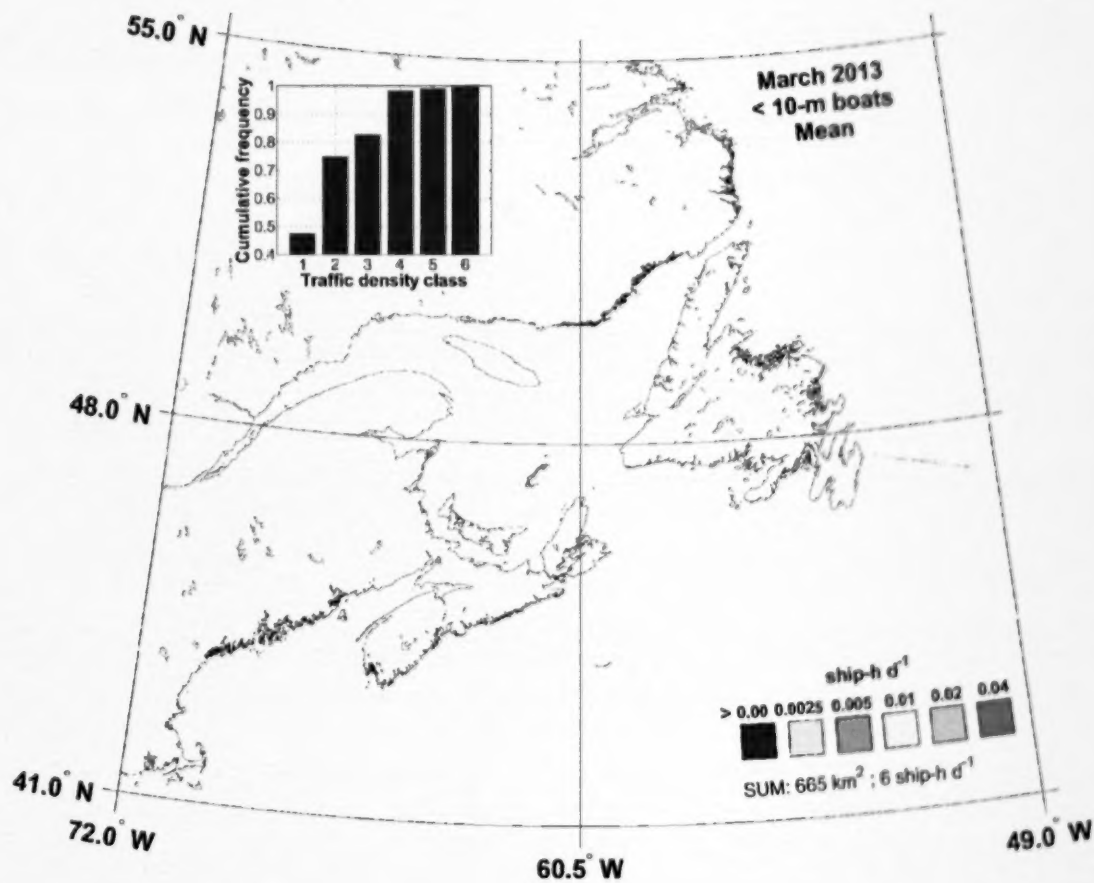 55.0° N
March 2013
< 10-m boats
Mean
Cumulative frequency
1
0.9
0.8
0.7
0.6
0.5
0.4
1 2 3 4 5 6
Traffic density class
48.0° N
ship-h d⁻¹
> 0.00 0.0025 0.005 0.01 0.02 0.04
SUM: 665 km² ; 6 ship-h d⁻¹
41.0° N
72.0° W
60.5° W
49.0° W